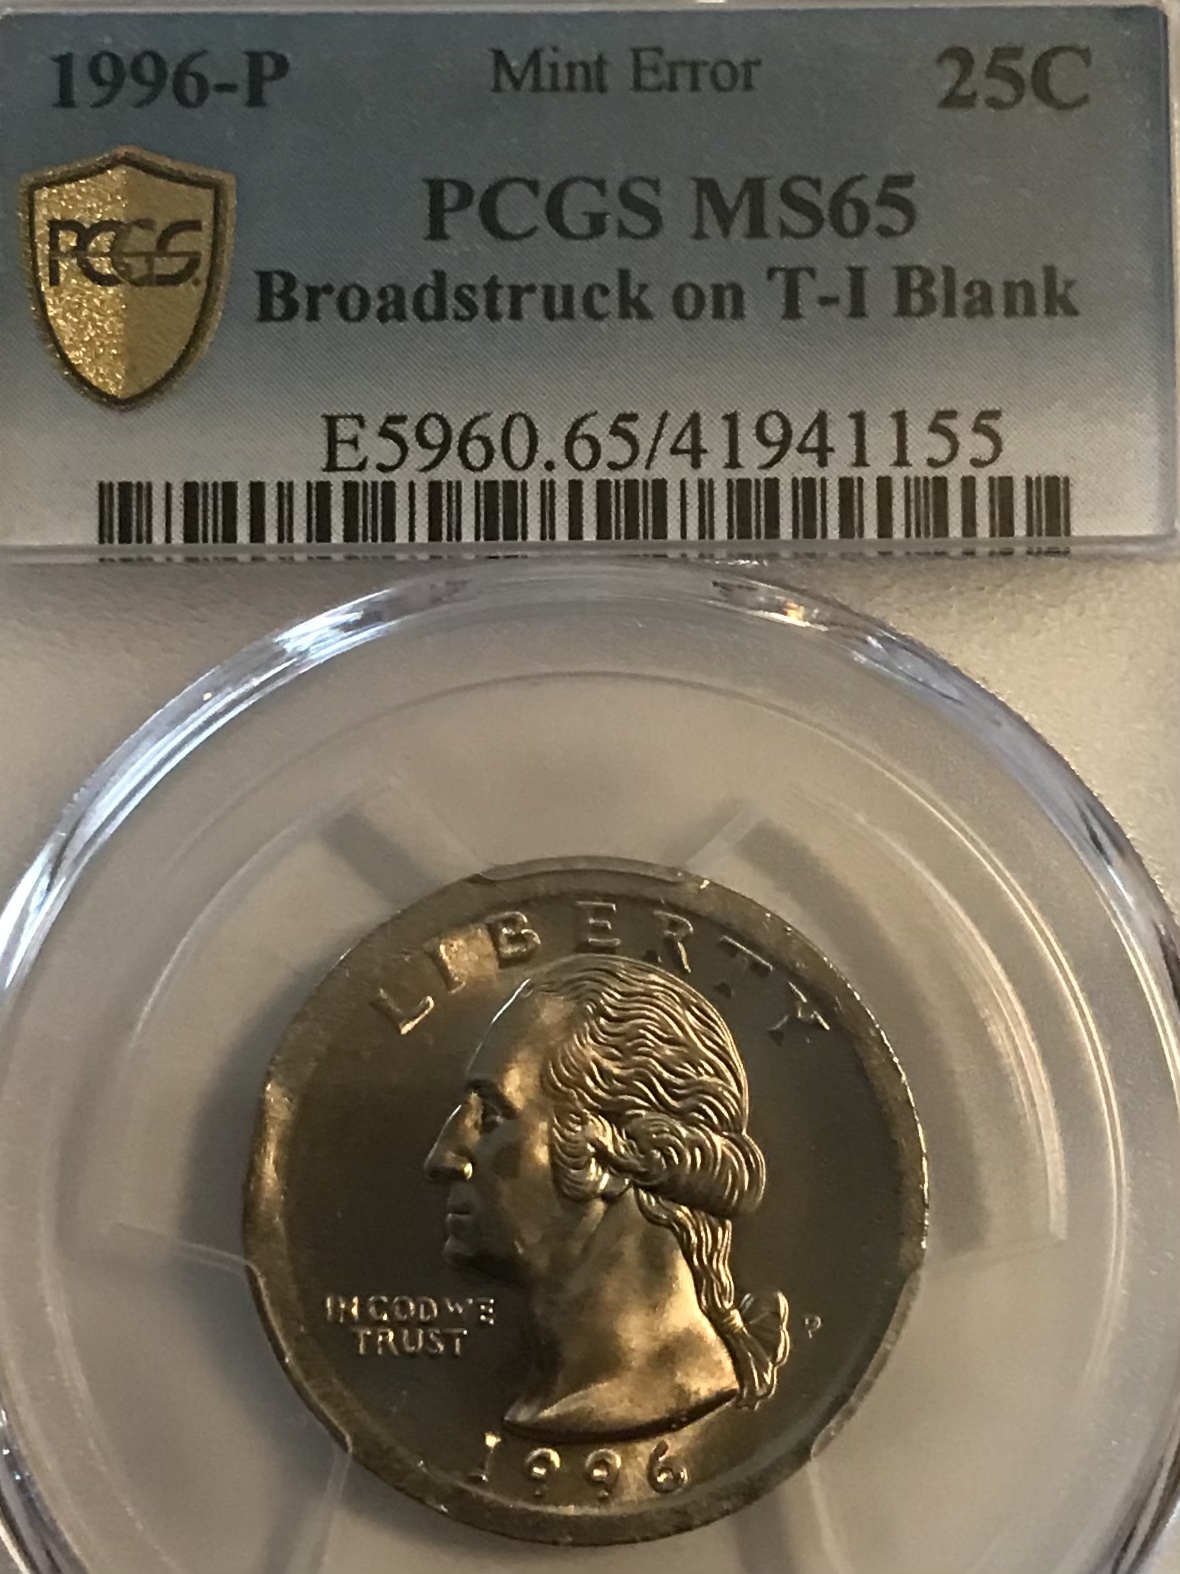 1996-P Mint Error 25C
PCGS MS65
PCGS
Broadstruck on T-I Blank
E5960.65/41941155
LIBERTY
IN GOD WE
TRUST
P
1996